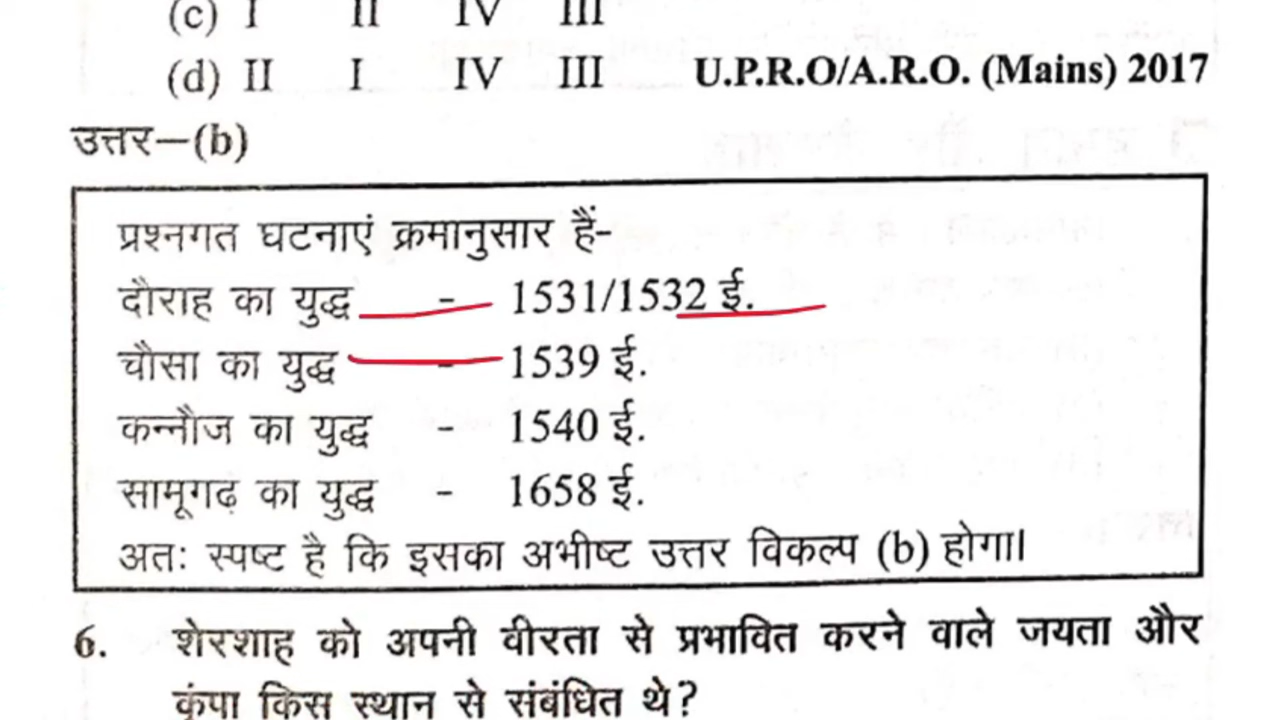 (c) I II IV III
(d) II I IV III U.P.R.O/A.R.O. (Mains) 2017
उत्तर–(b)
प्रश्नगत घटनाएं क्रमानुसार हैं-
दौराह का युद्ध - 1531/1532 ई.
चौसा का युद्ध - 1539 ई.
कन्नौज का युद्ध - 1540 ई.
सामूगढ़ का युद्ध - 1658 ई.
अतः स्पष्ट है कि इसका अभीष्ट उत्तर विकल्प (b) होगा।
6. शेरशाह को अपनी वीरता से प्रभावित करने वाले जयता और
कुंपा किस स्थान से संबंधित थे?